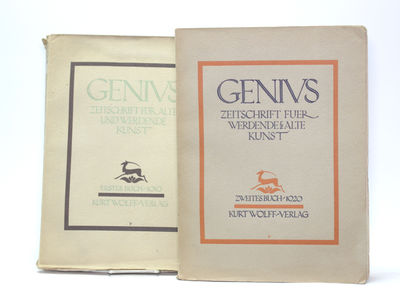 GENIVS
ZEITSCHRIFT FÜR ALTE
UND WERDENDE
KUNST
ERSTES BUCH • 1919
KURT WOLFF • VERLAG
GENIVS
ZEITSCHRIFT FUER
WERDENDE & ALTE
KUNST
ZWEITES BUCH • 1920
KURT WOLFF • VERLAG